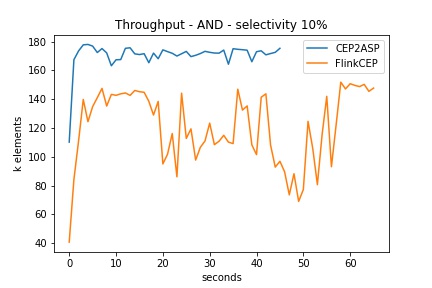 Throughput - AND - selectivity 10%
CEP2ASP
FlinkCEP
k elements
180
160
140
120
100
80
60
40
0 10 20 30 40 50 60
seconds